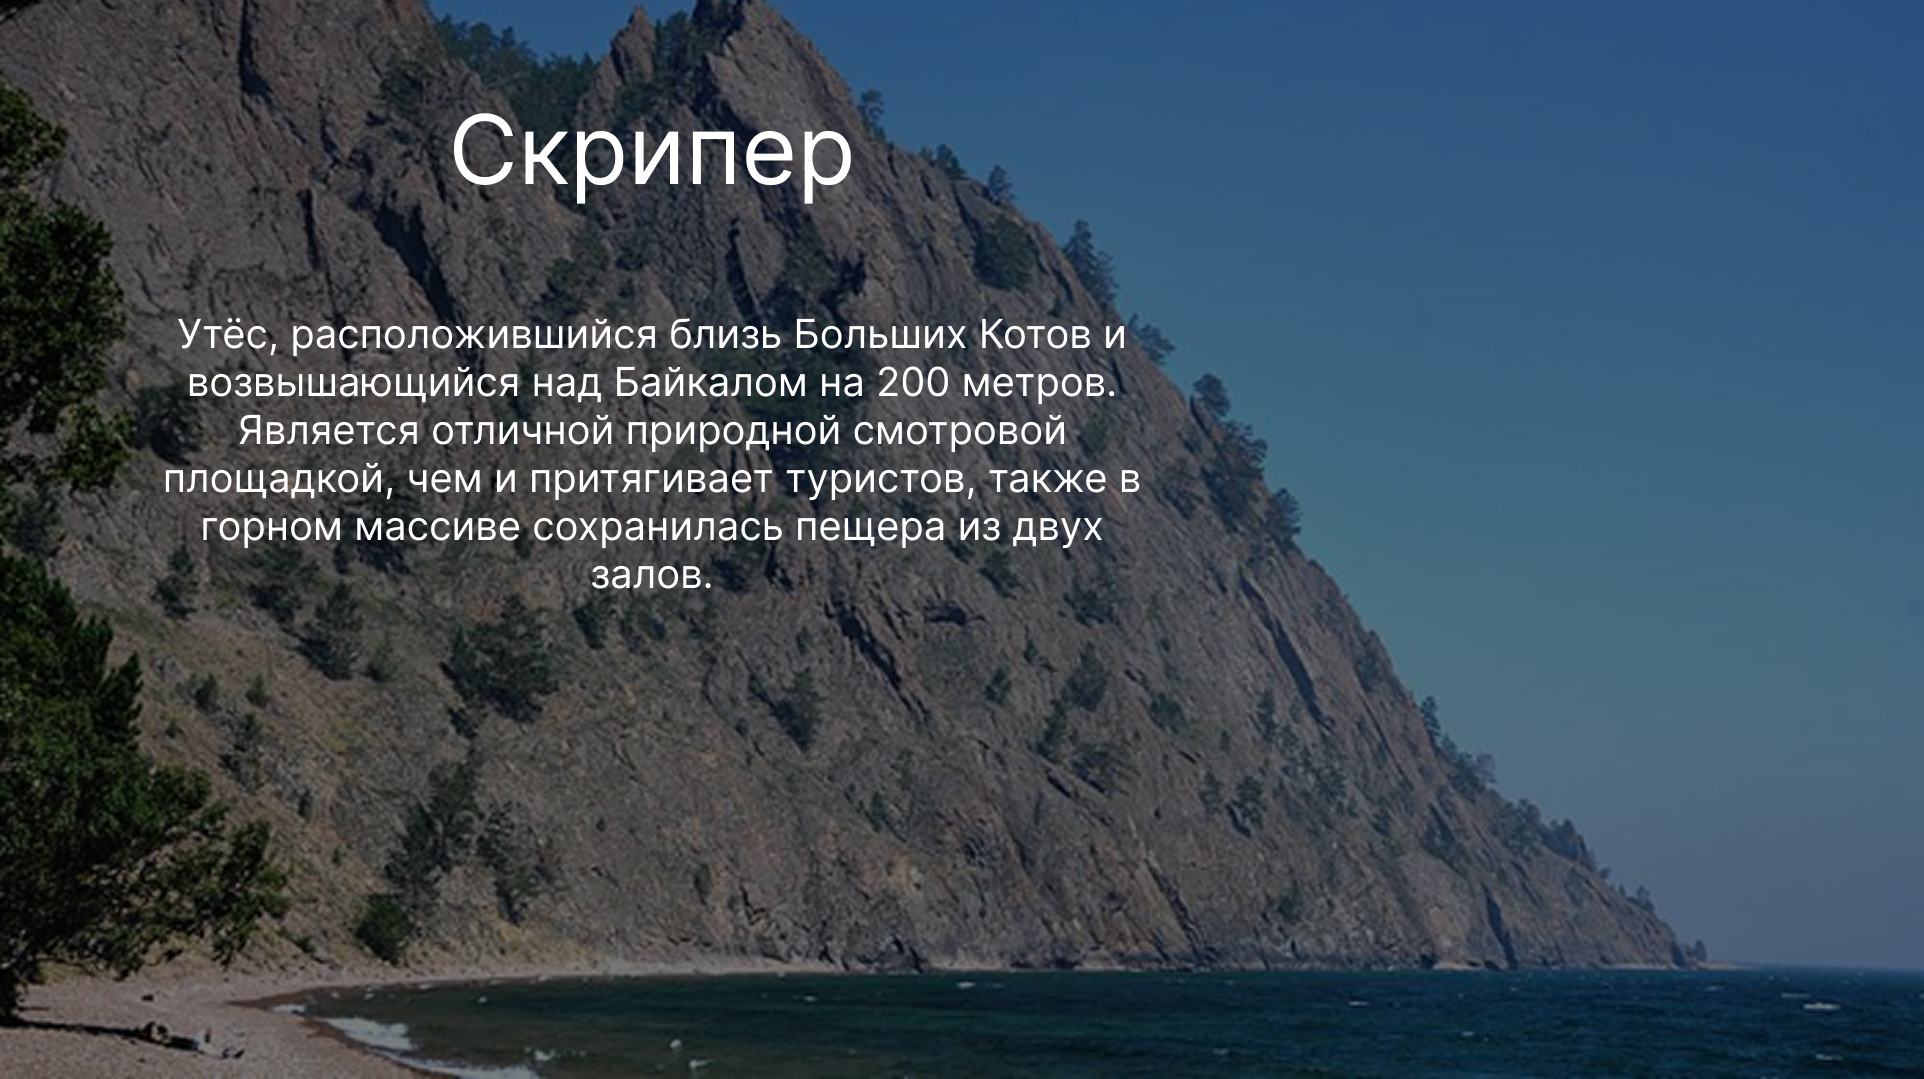 Скрипер
Утёс, расположившийся близь Больших Котов и
возвышающийся над Байкалом на 200 метров.
Является отличной природной смотровой
площадкой, чем и притягивает туристов, также в
горном массиве сохранилась пещера из двух
залов.